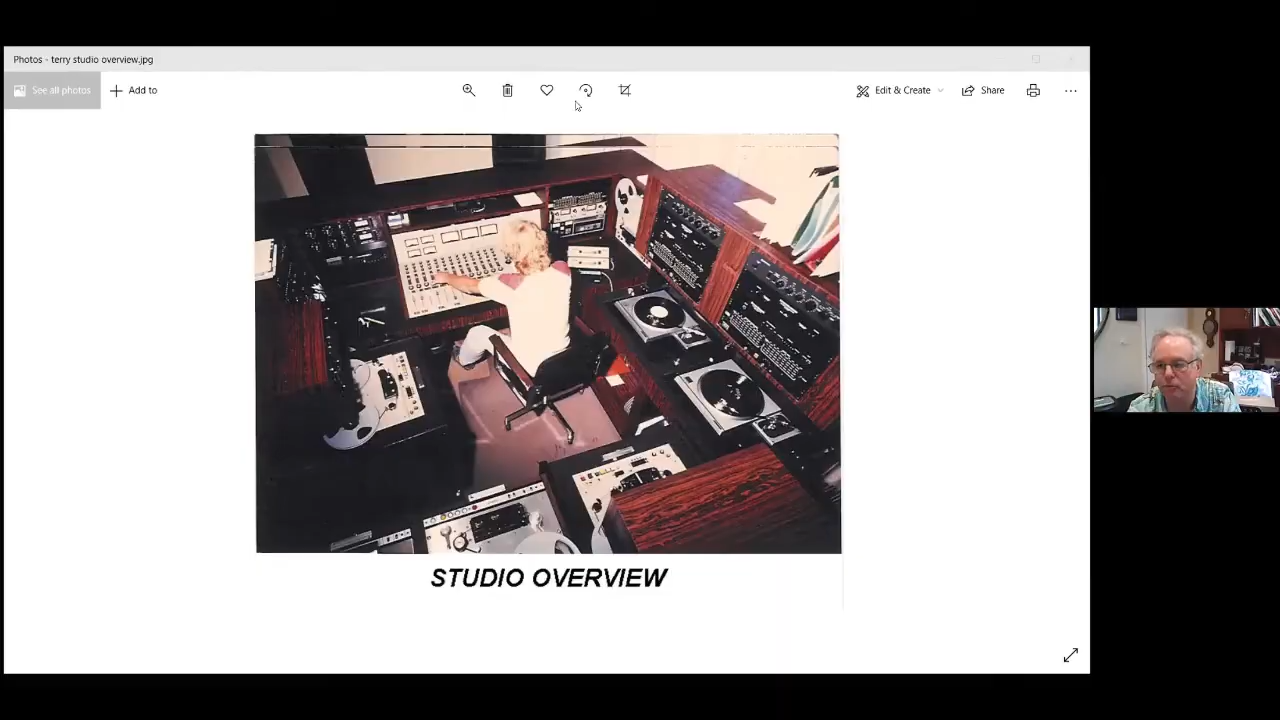 Photos - terry studio overview.jpg
See all photos
Add to
Edit & Create
Share
STUDIO OVERVIEW